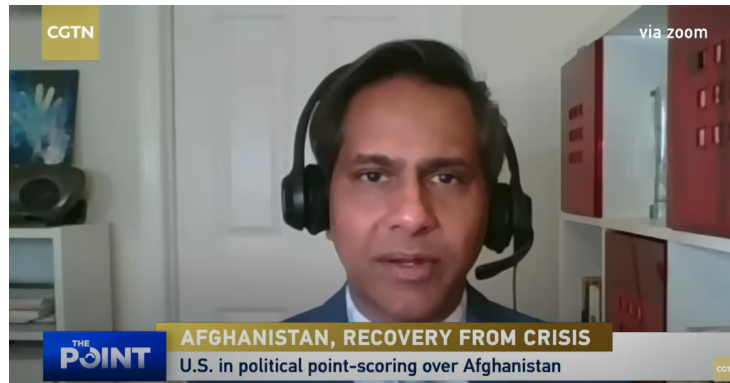 CGTN
via zoom
THE
POINT
AFGHANISTAN, RECOVERY FROM CRISIS
U.S. in political point-scoring over Afghanistan